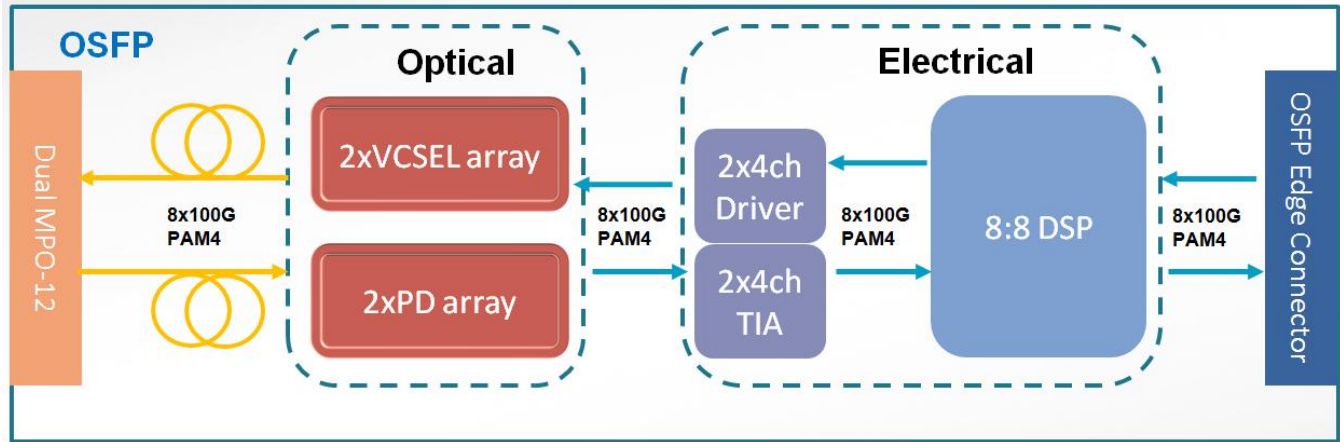 OSFP
Optical
Electrical
Dual MPO-12
2xVCSEL array
2xPD array
8x100G
PAM4
8x100G
PAM4
2x4ch
Driver
2x4ch
TIA
8x100G
PAM4
8:8 DSP
8x100G
PAM4
OSFP Edge Connector